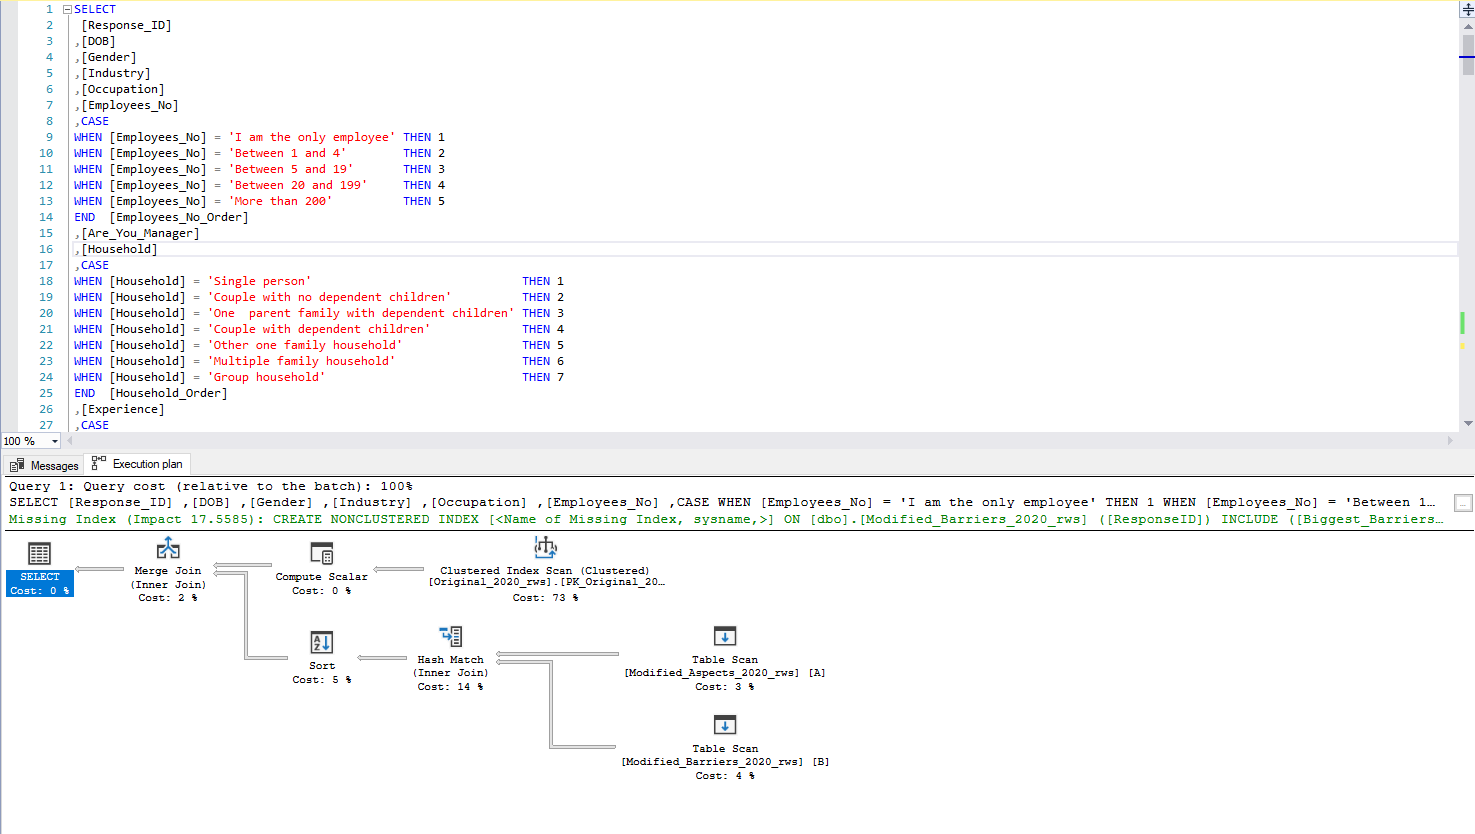 1 SELECT
2 [Response_ID]
3 ,[DOB]
4 ,[Gender]
5 ,[Industry]
6 ,[Occupation]
7 ,[Employees_No]
8 ,CASE
9 WHEN [Employees_No] = 'I am the only employee' THEN 1
10 WHEN [Employees_No] = 'Between 1 and 4' THEN 2
11 WHEN [Employees_No] = 'Between 5 and 19' THEN 3
12 WHEN [Employees_No] = 'Between 20 and 199' THEN 4
13 WHEN [Employees_No] = 'More than 200' THEN 5
14 END [Employees_No_Order]
15 ,[Are_You_Manager]
16 ,[Household]
17 ,CASE
18 WHEN [Household] = 'Single person' THEN 1
19 WHEN [Household] = 'Couple with no dependent children' THEN 2
20 WHEN [Household] = 'One  parent family with dependent children' THEN 3
21 WHEN [Household] = 'Couple with dependent children' THEN 4
22 WHEN [Household] = 'Other one family household' THEN 5
23 WHEN [Household] = 'Multiple family household' THEN 6
24 WHEN [Household] = 'Group household' THEN 7
25 END [Household_Order]
26 ,[Experience]
27 ,CASE
100 %
Messages Execution plan
Query 1: Query cost (relative to the batch): 100%
SELECT [Response_ID] ,[DOB] ,[Gender] ,[Industry] ,[Occupation] ,[Employees_No] ,CASE WHEN [Employees_No] = 'I am the only employee' THEN 1 WHEN [Employees_No] = 'Between 1...
Missing Index (Impact 17.5585): CREATE NONCLUSTERED INDEX [<Name of Missing Index, sysname,>] ON [dbo].[Modified_Barriers_2020_rws] ([ResponseID]) INCLUDE ([Biggest_Barriers...
SELECT
Cost: 0 %
Merge Join
(Inner Join)
Cost: 2 %
Compute Scalar
Cost: 0 %
Clustered Index Scan (Clustered)
[Original_2020_rws].[PK_Original_20...
Cost: 73 %
Sort
Cost: 5 %
Hash Match
(Inner Join)
Cost: 14 %
Table Scan
[Modified_Aspects_2020_rws] [A]
Cost: 3 %
Table Scan
[Modified_Barriers_2020_rws] [B]
Cost: 4 %